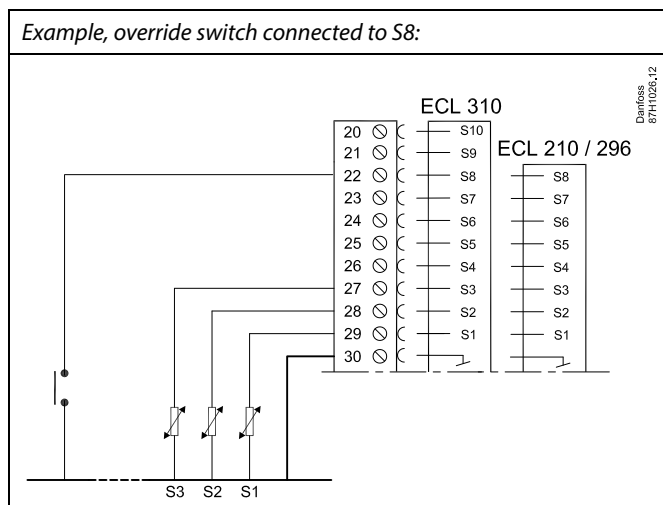 Example, override switch connected to S8:
Danfoss
87H1026.12
ECL 310
ECL 210 / 296
20 S10
21 S9
22 S8 S8
23 S7 S7
24 S6 S6
25 S5 S5
26 S4 S4
27 S3 S3
28 S2 S2
29 S1 S1
30
S3 S2 S1